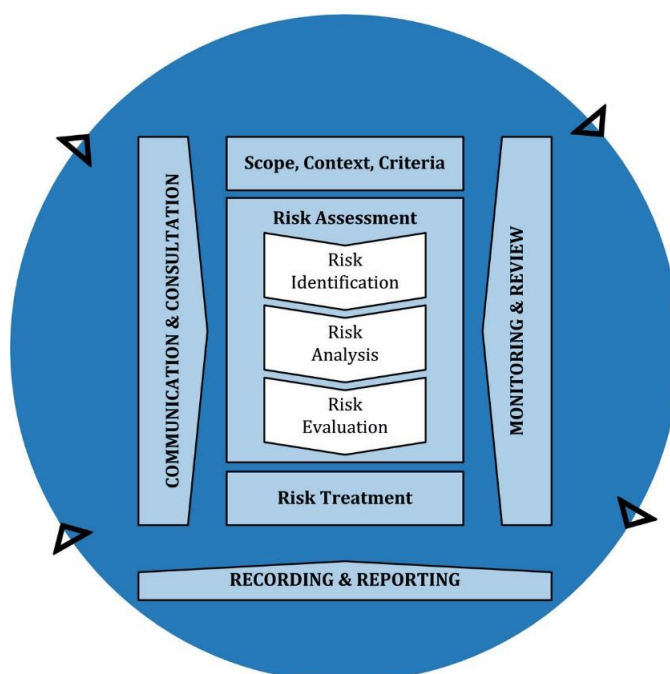 Scope, Context, Criteria
COMMUNICATION & CONSULTATION
Risk Assessment
Risk
Identification
Risk
Analysis
Risk
Evaluation
MONITORING & REVIEW
Risk Treatment
RECORDING & REPORTING